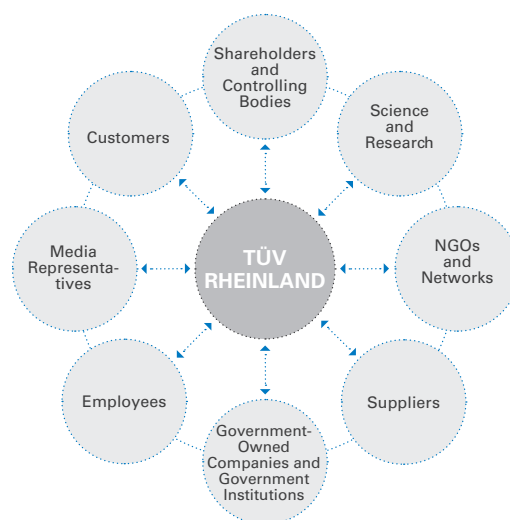 Shareholders
and
Controlling
Bodies
Science
and
Research
Customers
TÜV
RHEINLAND
NGOs
and
Networks
Media
Representa-
tives
Employees
Suppliers
Government-
Owned
Companies and
Government
Institutions